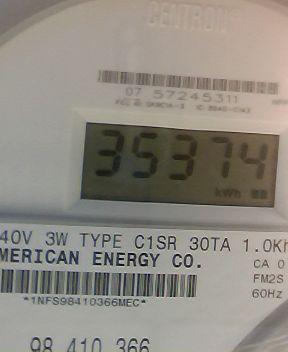 CENTRON
07 57245311
35374
kWh
40V 3W TYPE C1SR 30TA 1.0Kh
MERICAN ENERGY CO.
CA 0
FM2S
60Hz
*1NFS98410366MEC*
98 410 366